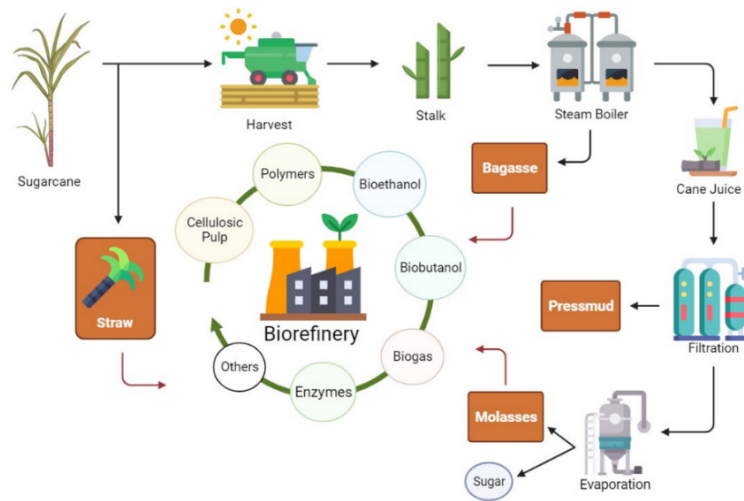 Sugarcane
Harvest
Stalk
Steam Boiler
Cane Juice
Bagasse
Polymers
Bioethanol
Cellulosic
Pulp
Biobutanol
Straw
Biorefinery
Pressmud
Filtration
Others
Enzymes
Biogas
Molasses
Sugar
Evaporation